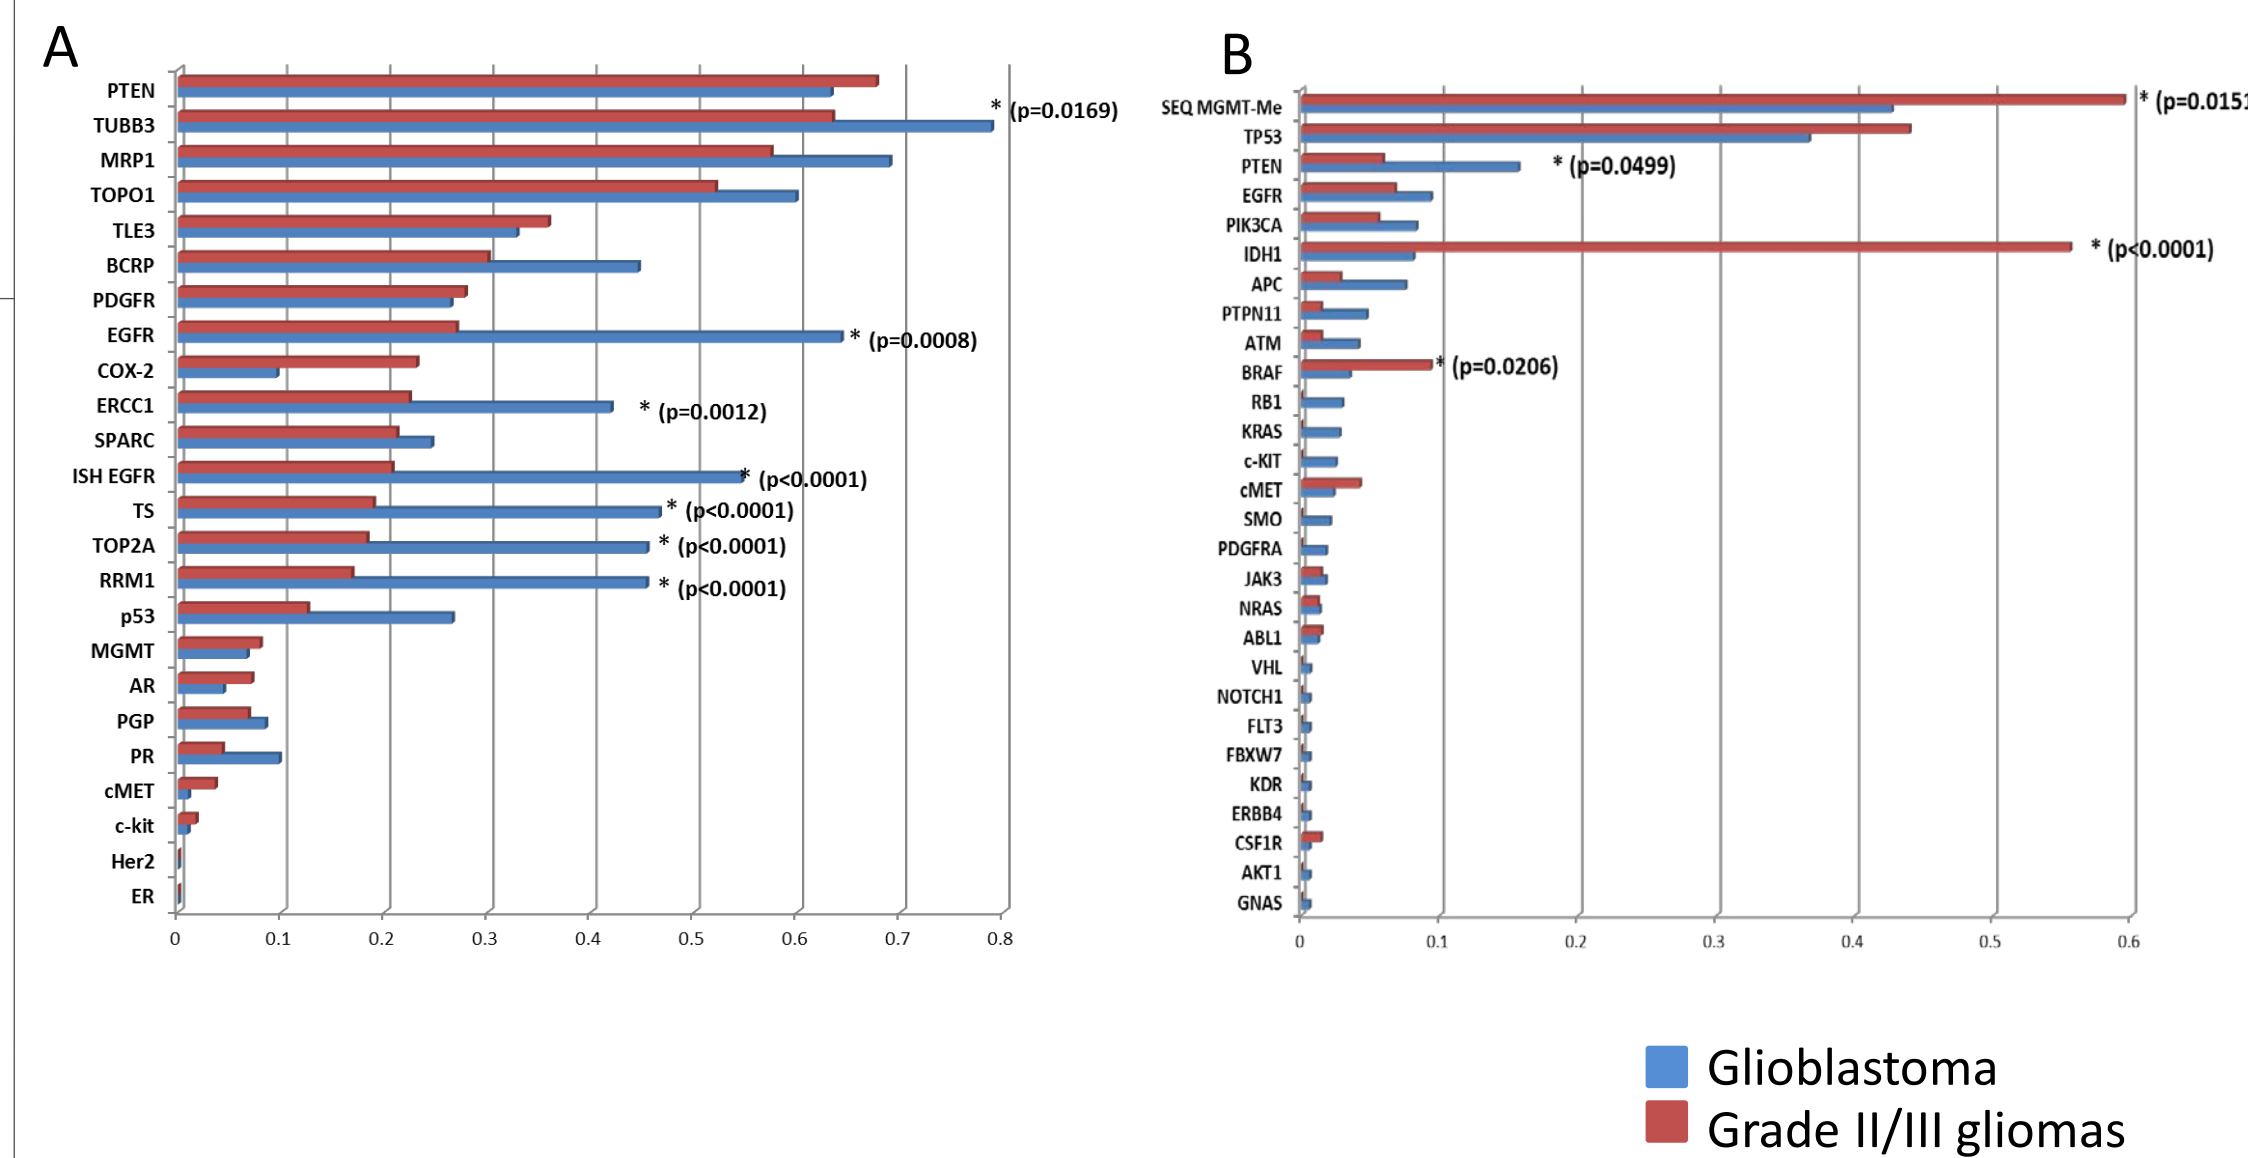 A
PTEN
TUBB3 * (p=0.0169)
MRP1
TOPO1
TLE3
BCRP
PDGFR
EGFR * (p=0.0008)
COX-2
ERCC1 * (p=0.0012)
SPARC
ISH EGFR * (p<0.0001)
TS * (p<0.0001)
TOP2A * (p<0.0001)
RRM1 * (p<0.0001)
p53
MGMT
AR
PGP
PR
cMET
c-kit
Her2
ER
0 0.1 0.2 0.3 0.4 0.5 0.6 0.7 0.8
B
SEQ MGMT-Me * (p=0.0151
TP53
PTEN * (p=0.0499)
EGFR
PIK3CA
IDH1 * (p<0.0001)
APC
PTPN11
ATM
BRAF * (p=0.0206)
RB1
KRAS
c-KIT
cMET
SMO
PDGFRA
JAK3
NRAS
ABL1
VHL
NOTCH1
FLT3
FBXW7
KDR
ERBB4
CSF1R
AKT1
GNAS
0 0.1 0.2 0.3 0.4 0.5 0.6
Glioblastoma
Grade II/III gliomas